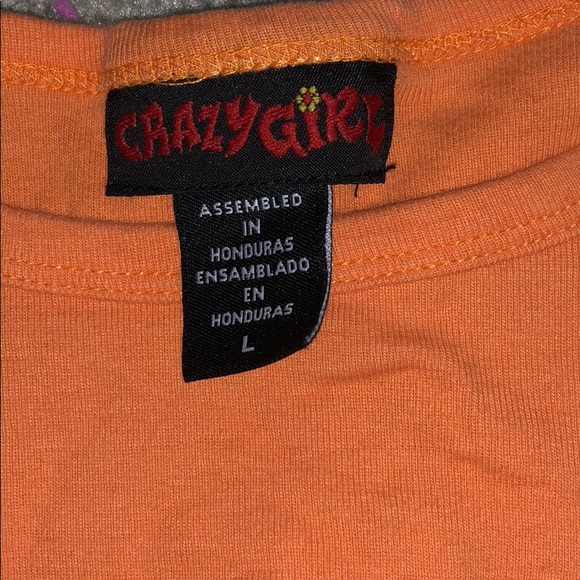 CRAZYGIRL
ASSEMBLED
IN
HONDURAS
ENSAMBLADO
EN
HONDURAS
L